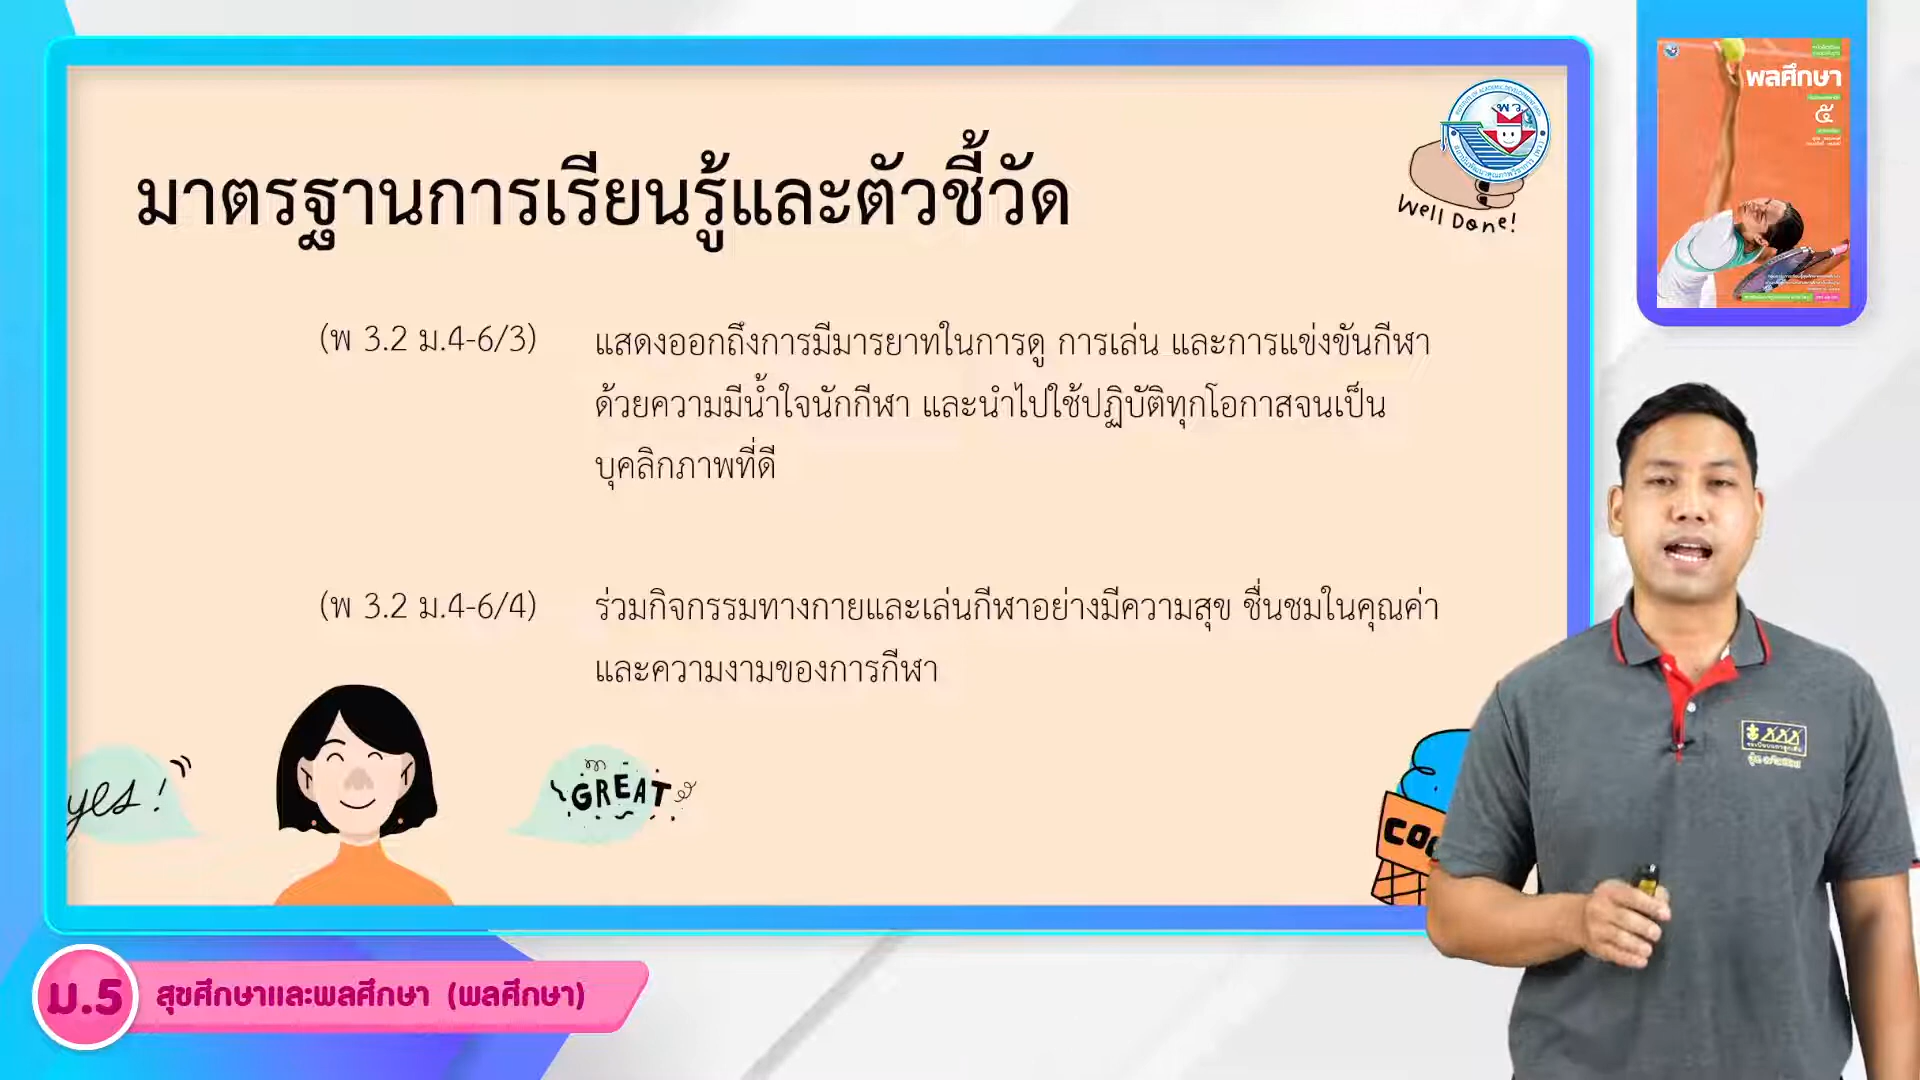 มาตรฐานการเรียนรู้และตัวชี้วัด
พว.
Well Done!
พลศึกษา
๕
(พ 3.2 ม.4-6/3)
แสดงออกถึงการมีมารยาทในการดู การเล่น และการแข่งขันกีฬา
ด้วยความมีน้ำใจนักกีฬา และนำไปใช้ปฏิบัติทุกโอกาสจนเป็น
บุคลิกภาพที่ดี
(พ 3.2 ม.4-6/4)
ร่วมกิจกรรมทางกายและเล่นกีฬาอย่างมีความสุข ชื่นชมในคุณค่า
และความงามของการกีฬา
yes!
GREAT
ม.5
สุขศึกษาและพลศึกษา (พลศึกษา)